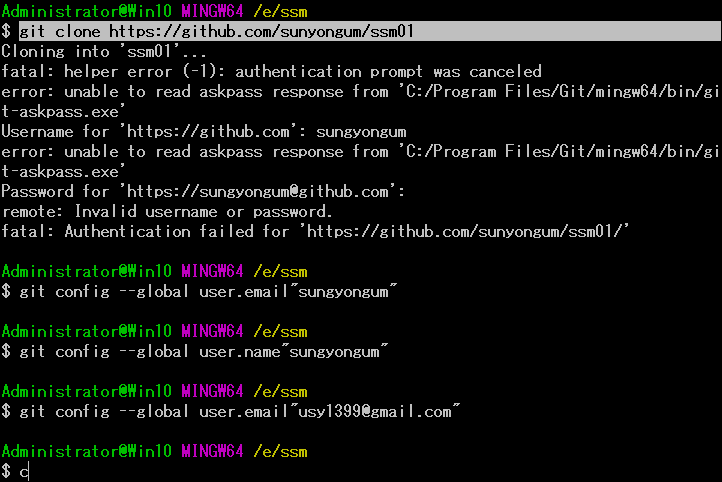 Administrator@Win10 MINGW64 /e/ssm
$ git clone https://github.com/sunyongum/ssm01
Cloning into 'ssm01'...
fatal: helper error (-1): authentication prompt was canceled
error: unable to read askpass response from 'C:/Program Files/Git/mingw64/bin/gi
t-askpass.exe'
Username for 'https://github.com': sungyongum
error: unable to read askpass response from 'C:/Program Files/Git/mingw64/bin/gi
t-askpass.exe'
Password for 'https://sungyongum@github.com':
remote: Invalid username or password.
fatal: Authentication failed for 'https://github.com/sunyongum/ssm01/'
Administrator@Win10 MINGW64 /e/ssm
$ git config --global user.email"sungyongum"
Administrator@Win10 MINGW64 /e/ssm
$ git config --global user.name"sungyongum"
Administrator@Win10 MINGW64 /e/ssm
$ git config --global user.email"usy1399@gmail.com"
Administrator@Win10 MINGW64 /e/ssm
$ c